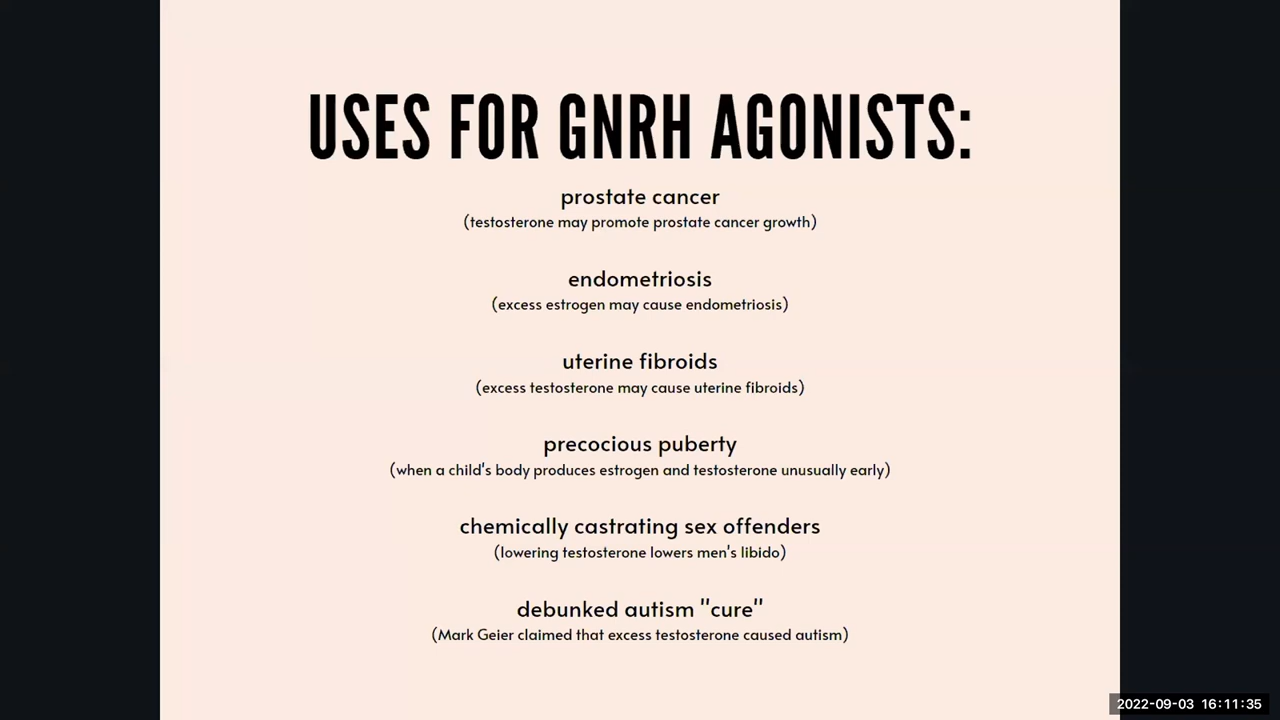 USES FOR GNRH AGONISTS:
prostate cancer
(testosterone may promote prostate cancer growth)
endometriosis
(excess estrogen may cause endometriosis)
uterine fibroids
(excess testosterone may cause uterine fibroids)
precocious puberty
(when a child's body produces estrogen and testosterone unusually early)
chemically castrating sex offenders
(lowering testosterone lowers men's libido)
debunked autism "cure"
(Mark Geier claimed that excess testosterone caused autism)
2022-09-03 16:11:35